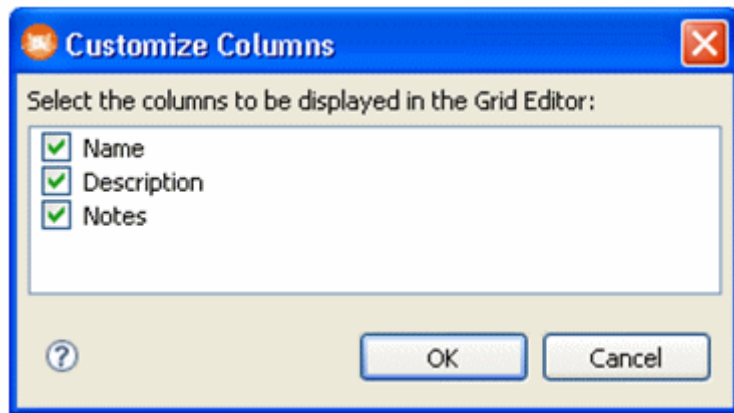 Customize Columns
Select the columns to be displayed in the Grid Editor:
Name
Description
Notes
?
OK
Cancel